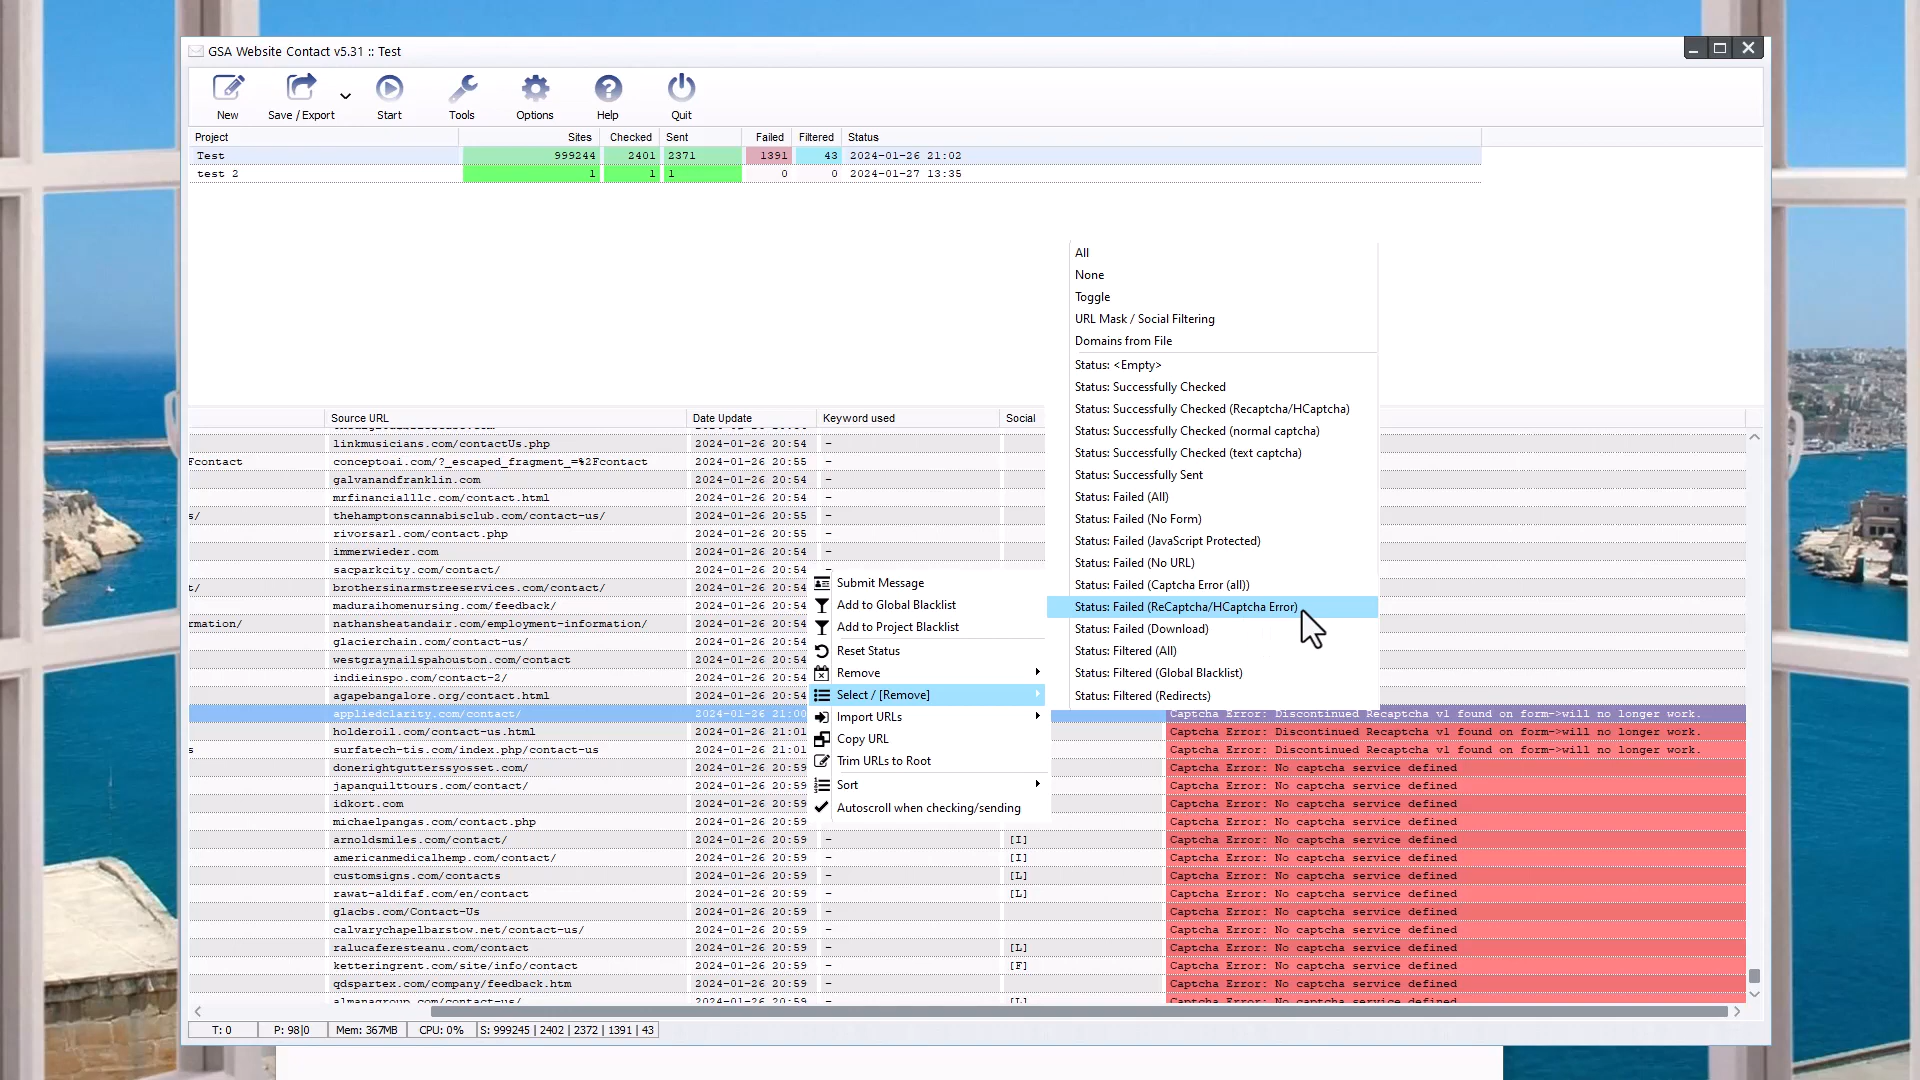 GSA Website Contact v5.31 :: Test
New
Save / Export
Start
Tools
Options
Help
Quit
Project Sites Checked Sent Failed Filtered Status
Test 999244 2401 2371 1391 43 2024-01-26 21:02
test 2 1 1 1 0 0 2024-01-27 13:35
All
None
Toggle
URL Mask / Social Filtering
Domains from File
Status: <Empty>
Status: Successfully Checked
Status: Successfully Checked (Recaptcha/HCaptcha)
Status: Successfully Checked (normal captcha)
Status: Successfully Checked (text captcha)
Status: Successfully Sent
Status: Failed (All)
Status: Failed (No Form)
Status: Failed (JavaScript Protected)
Status: Failed (No URL)
Status: Failed (Captcha Error (all))
Status: Failed (ReCaptcha/HCaptcha Error)
Status: Failed (Download)
Status: Filtered (All)
Status: Filtered (Global Blacklist)
Status: Filtered (Redirects)
Source URL Date Update Keyword used Social
linkmusicians.com/contactUs.php 2024-01-26 20:54 -
Fcontact conceptoai.com/?_escaped_fragment_=%2Fcontact 2024-01-26 20:55 -
galvanandfranklin.com 2024-01-26 20:54 -
mrfinancialllc.com/contact.html 2024-01-26 20:54 -
s/ thehamptonscannabisclub.com/contact-us/ 2024-01-26 20:55 -
rivorsarl.com/contact.php 2024-01-26 20:55 -
immerwieder.com 2024-01-26 20:54 -
sacparkcity.com/contact/ 2024-01-26 20:54 -
t/ brothersinarmstreeservices.com/contact/ 2024-01-26 20:54
maduraihomenursing.com/feedback/ 2024-01-26 20:54
rmation/ nathansheatandair.com/employment-information/ 2024-01-26 20:54
glacierchain.com/contact-us/ 2024-01-26 20:54
westgraynailspahouston.com/contact 2024-01-26 20:54
indieinspo.com/contact-2/ 2024-01-26 20:54
agapebangalore.org/contact.html 2024-01-26 20:54
appliedclarity.com/contact/ 2024-01-26 21:00 Captcha Error: Discontinued Recaptcha v1 found on form->will no longer work.
holderoil.com/contact-us.html 2024-01-26 21:01 Captcha Error: Discontinued Recaptcha v1 found on form->will no longer work.
s surfatech-tis.com/index.php/contact-us 2024-01-26 21:01 Captcha Error: Discontinued Recaptcha v1 found on form->will no longer work.
donerightgutterssyosset.com/ 2024-01-26 20:59 Captcha Error: No captcha service defined
japanquilttours.com/contact/ 2024-01-26 20:59 Captcha Error: No captcha service defined
idkort.com 2024-01-26 20:59 Captcha Error: No captcha service defined
michaelpangas.com/contact.php 2024-01-26 20:59 Captcha Error: No captcha service defined
arnoldsmiles.com/contact/ 2024-01-26 20:59 - [I] Captcha Error: No captcha service defined
americanmedicalhemp.com/contact/ 2024-01-26 20:59 - [I] Captcha Error: No captcha service defined
customsigns.com/contacts 2024-01-26 20:59 - [L] Captcha Error: No captcha service defined
rawat-aldifaf.com/en/contact 2024-01-26 20:59 - [L] Captcha Error: No captcha service defined
glacbs.com/Contact-Us 2024-01-26 20:59 - Captcha Error: No captcha service defined
calvarychapelbarstow.net/contact-us/ 2024-01-26 20:59 - Captcha Error: No captcha service defined
ralucaferesteanu.com/contact 2024-01-26 20:59 - [L] Captcha Error: No captcha service defined
ketteringrent.com/site/info/contact 2024-01-26 20:59 - [F] Captcha Error: No captcha service defined
qdspartex.com/company/feedback.htm 2024-01-26 20:59 - Captcha Error: No captcha service defined
almanagroup.com/contact-us/ 2024-01-26 20:59 - [L] Captcha Error: No captcha service defined
Submit Message
Add to Global Blacklist
Add to Project Blacklist
Reset Status
Remove
Select / [Remove]
Import URLs
Copy URL
Trim URLs to Root
Sort
Autoscroll when checking/sending
T: 0 P: 98|0 Mem: 367MB CPU: 0% S: 999245 | 2402 | 2372 | 1391 | 43